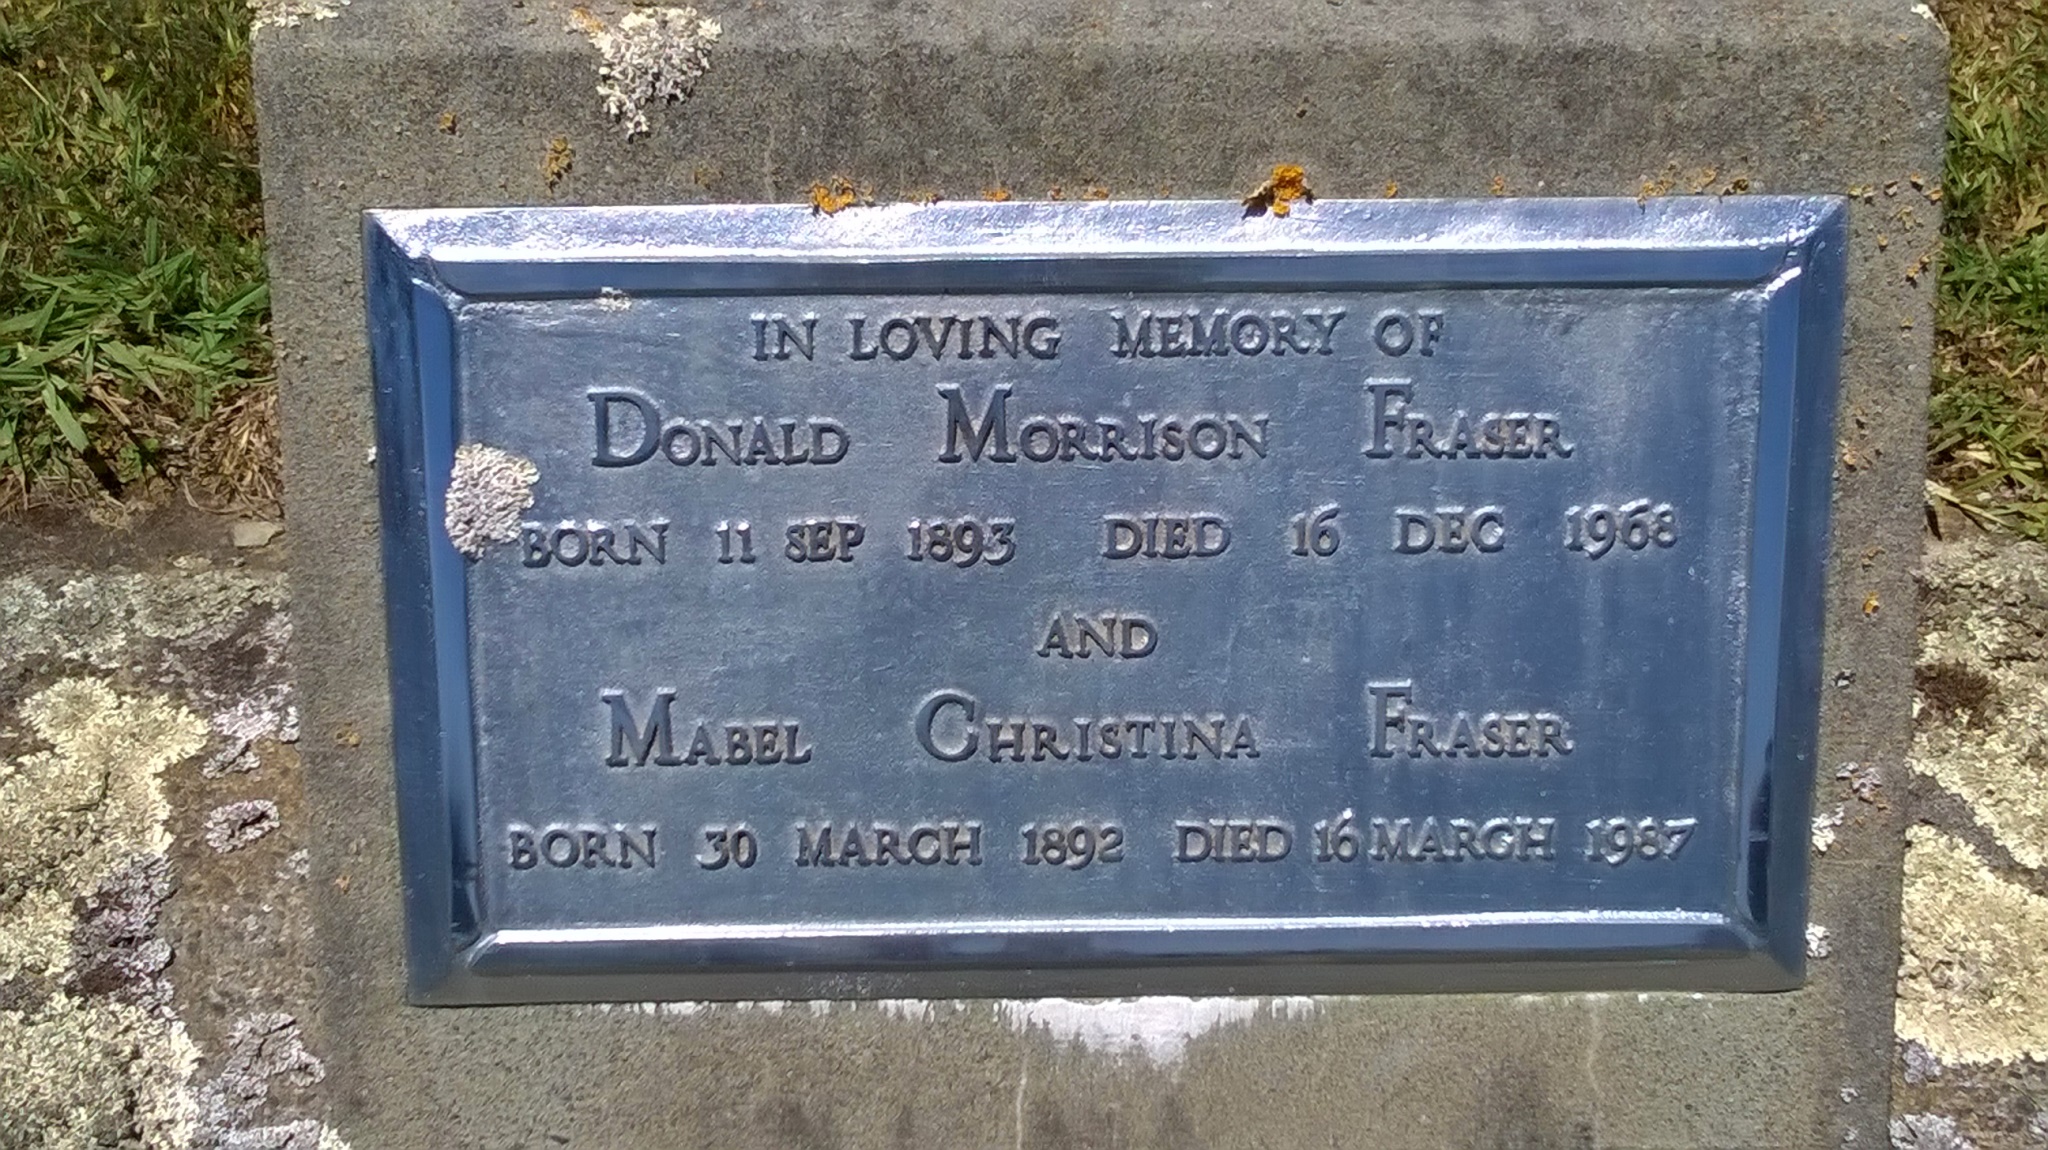 IN LOVING MEMORY OF
DONALD MORRISON FRASER
BORN 11 SEP 1893 DIED 16 DEC 1968
AND
MABEL CHRISTINA FRASER
BORN 30 MARCH 1892 DIED 16 MARCH 1987